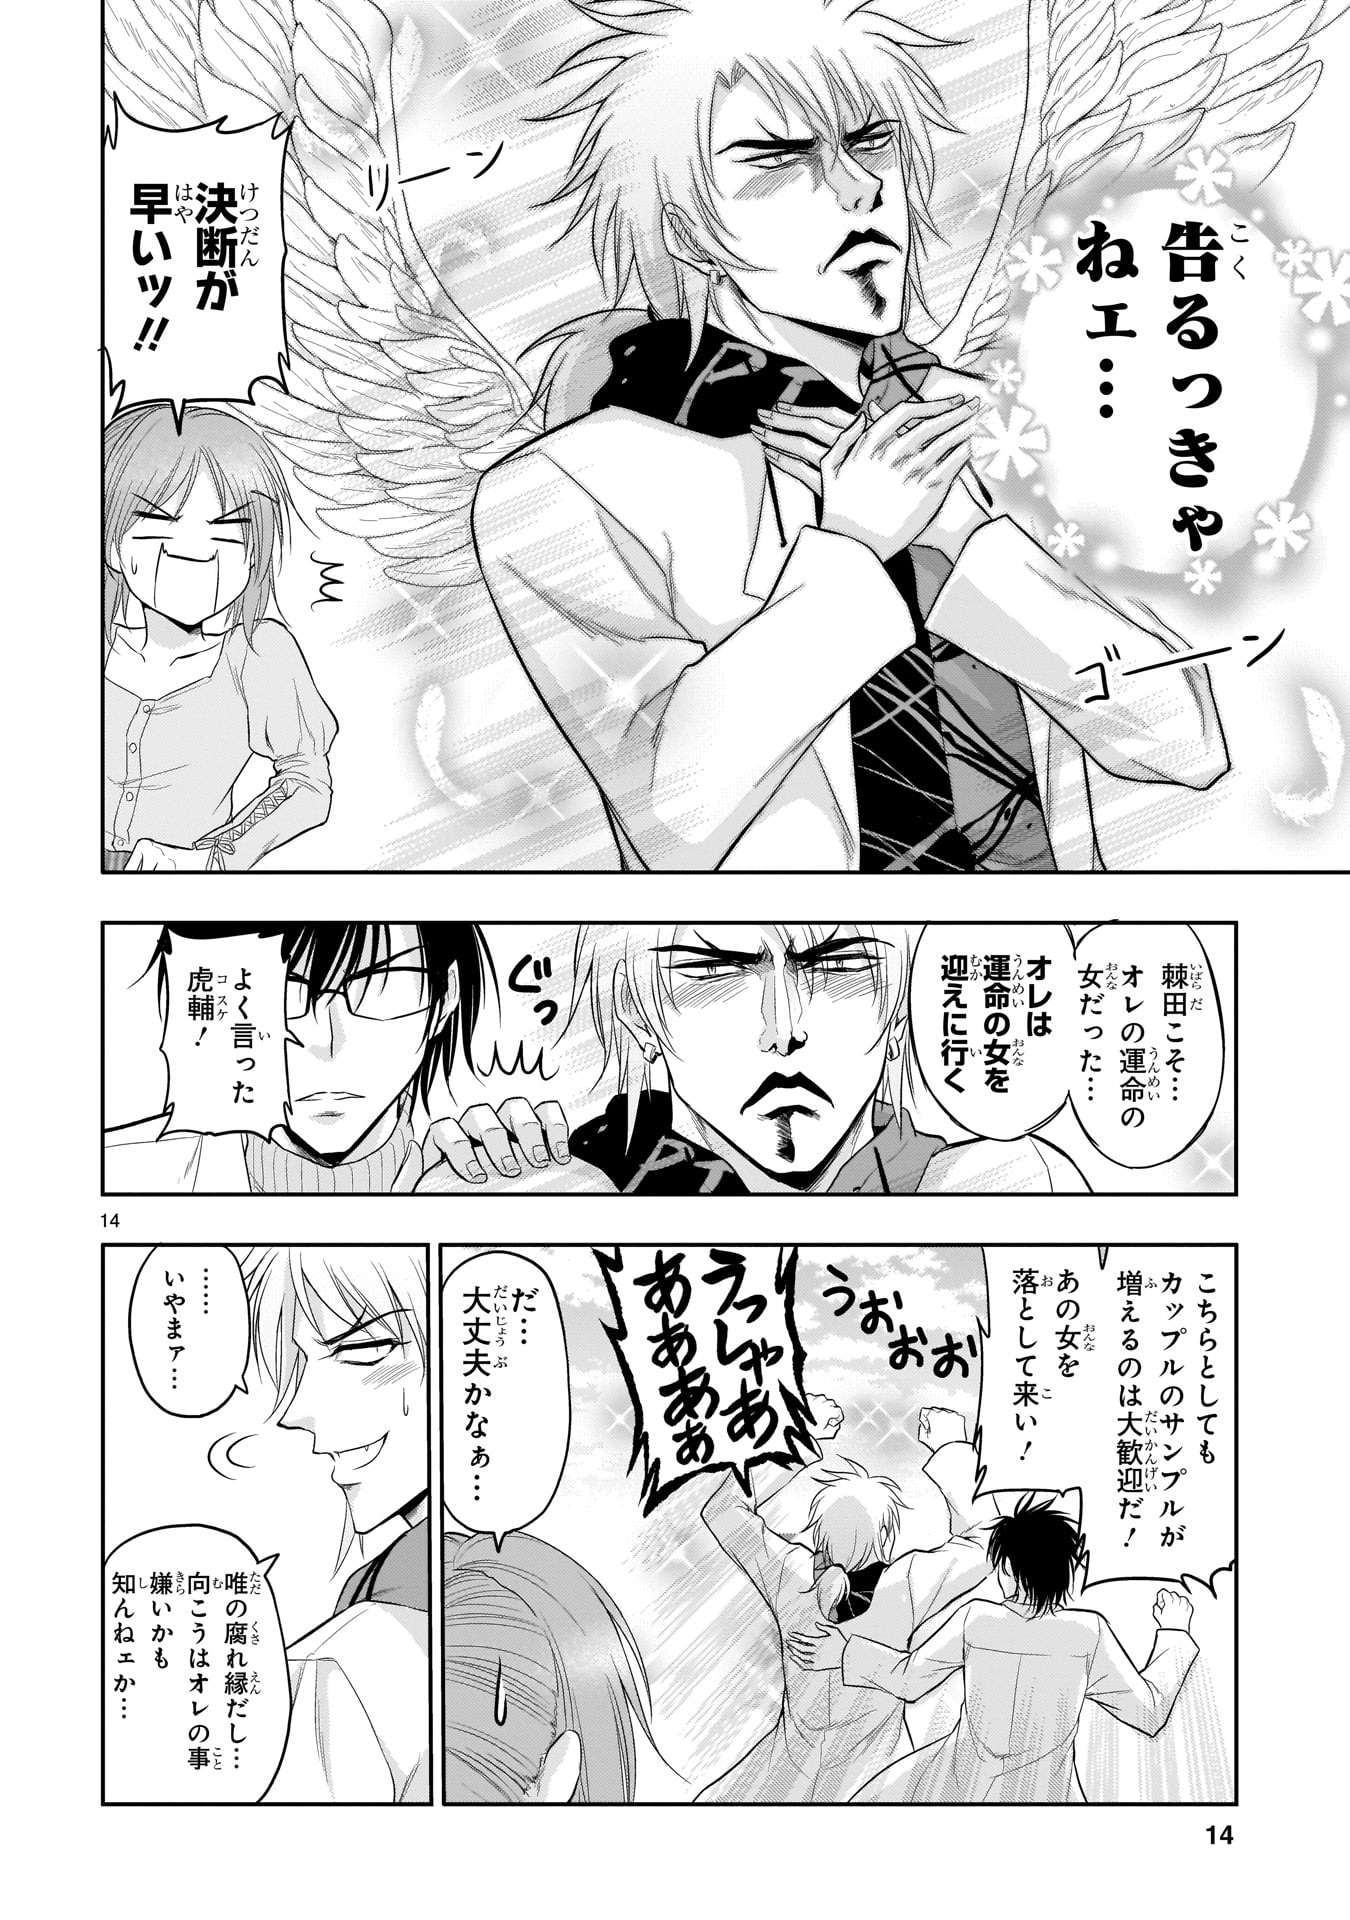 告るっきゃ
ねェ…
ゴーン
リーン
決断が
早いッ!!
棘田こそ…
オレの運命の
女だった…
オレは
運命の女を
迎えに行く
ぐっ
よく言った
虎輔!
14
こちらとしても
カップルのサンプルが
増えるのは大歓迎だ!
あの女を
落として来い!
うおおおお
うっしゃあ
あああああ
だ…
大丈夫かなぁ…
……
いやまァ…
唯の腐れ縁だし…
向こうはオレの事
嫌いかも
知んねェか…
14